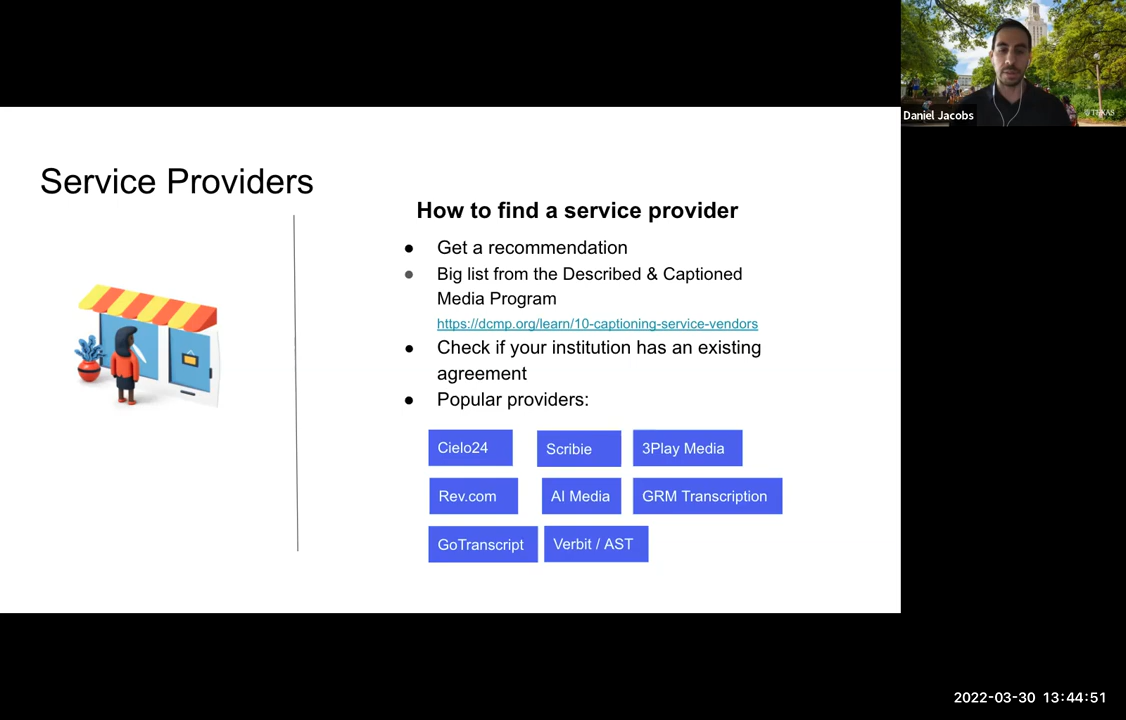 Service Providers
How to find a service provider
● Get a recommendation
● Big list from the Described & Captioned
Media Program
https://dcmp.org/learn/10-captioning-service-vendors
● Check if your institution has an existing
agreement
● Popular providers:
Cielo24 Scribie 3Play Media
Rev.com AI Media GRM Transcription
GoTranscript Verbit / AST
Daniel Jacobs
TEXAS
2022-03-30 13:44:51